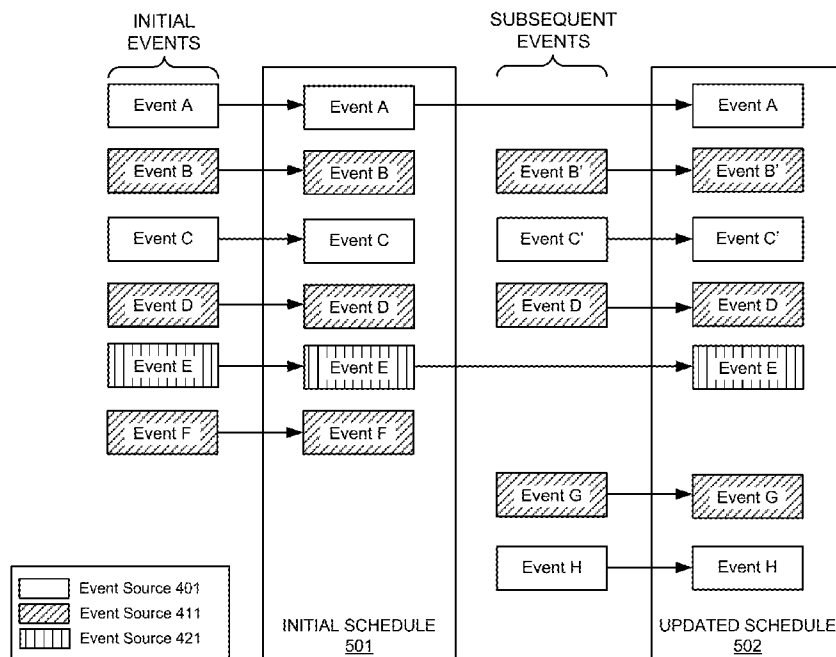 INITIAL
EVENTS
SUBSEQUENT
EVENTS
Event A
Event A
Event A
Event B
Event B
Event B'
Event B'
Event C
Event C
Event C'
Event C'
Event D
Event D
Event D
Event D
Event E
Event E
Event E
Event F
Event F
Event G
Event G
Event H
Event H
Event Source 401
Event Source 411
Event Source 421
INITIAL SCHEDULE
501
UPDATED SCHEDULE
502